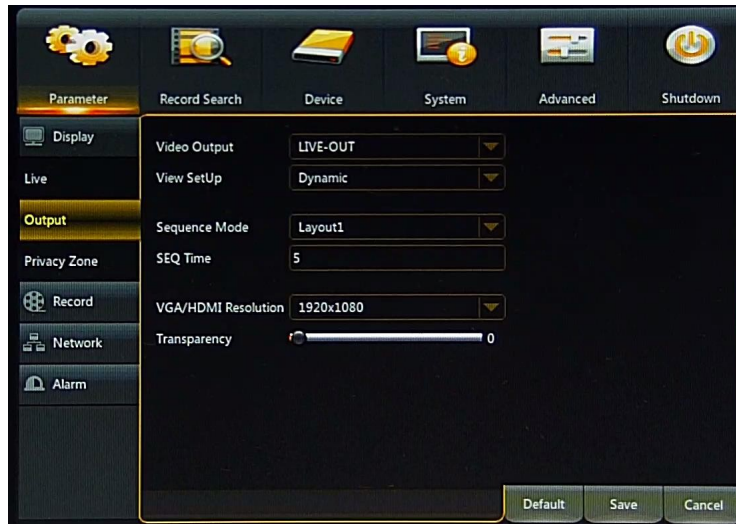 Parameter
Record Search
Device
System
Advanced
Shutdown
Display
Live
Output
Privacy Zone
Record
Network
Alarm
Video Output LIVE-OUT
View SetUp Dynamic
Sequence Mode Layout1
SEQ Time 5
VGA/HDMI Resolution 1920x1080
Transparency 0
Default
Save
Cancel